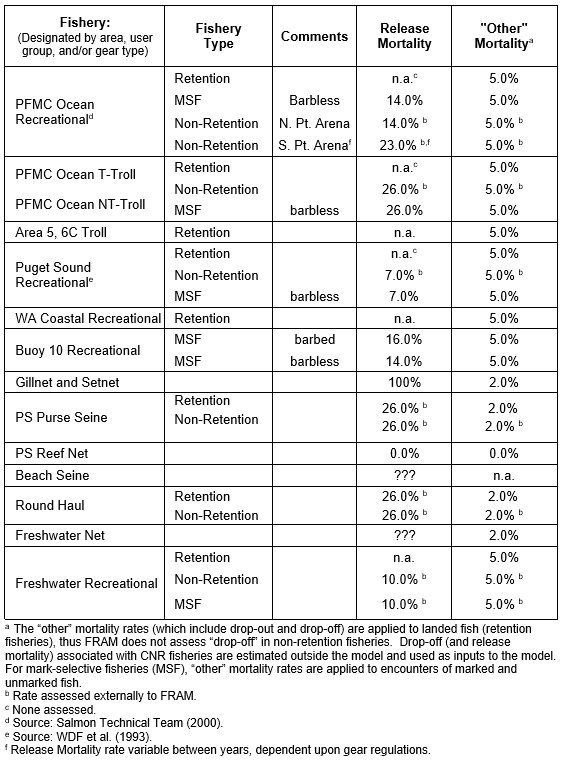 Fishery: (Designated by area, user group, and/or gear type) | Fishery Type | Comments | Release Mortality | "Other" Mortalityᵃ
PFMC Ocean Recreationalᵈ | Retention | | n.a.ᶜ | 5.0%
MSF | Barbless | 14.0% | 5.0%
Non-Retention | N. Pt. Arena | 14.0% ᵇ | 5.0% ᵇ
Non-Retention | S. Pt. Arenaᶠ | 23.0% ᵇ,ᶠ | 5.0% ᵇ
PFMC Ocean T-Troll | Retention | | n.a.ᶜ | 5.0%
Non-Retention | | 26.0% ᵇ | 5.0% ᵇ
PFMC Ocean NT-Troll | MSF | barbless | 26.0% | 5.0%
Area 5, 6C Troll | Retention | | n.a. | 5.0%
Puget Sound Recreationalᵉ | Retention | | n.a.ᶜ | 5.0%
Non-Retention | | 7.0% ᵇ | 5.0% ᵇ
MSF | barbless | 7.0% | 5.0%
WA Coastal Recreational | Retention | | n.a. | 5.0%
Buoy 10 Recreational | MSF | barbed | 16.0% | 5.0%
MSF | barbless | 14.0% | 5.0%
Gillnet and Setnet | | | 100% | 2.0%
PS Purse Seine | Retention | | 26.0% ᵇ | 2.0%
Non-Retention | | 26.0% ᵇ | 2.0% ᵇ
PS Reef Net | | | 0.0% | 0.0%
Beach Seine | | | ??? | n.a.
Round Haul | Retention | | 26.0% ᵇ | 2.0%
Non-Retention | | 26.0% ᵇ | 2.0% ᵇ
Freshwater Net | | | ??? | 2.0%
Freshwater Recreational | Retention | | n.a. | 5.0%
Non-Retention | | 10.0% ᵇ | 5.0% ᵇ
MSF | | 10.0% ᵇ | 5.0% ᵇ
ᵃ The “other” mortality rates (which include drop-out and drop-off) are applied to landed fish (retention
fisheries), thus FRAM does not assess “drop-off” in non-retention fisheries. Drop-off (and release
mortality) associated with CNR fisheries are estimated outside the model and used as inputs to the model.
For mark-selective fisheries (MSF), “other” mortality rates are applied to encounters of marked and
unmarked fish.
ᵇ Rate assessed externally to FRAM.
ᶜ None assessed.
ᵈ Source: Salmon Technical Team (2000).
ᵉ Source: WDF et al. (1993).
ᶠ Release Mortality rate variable between years, dependent upon gear regulations.